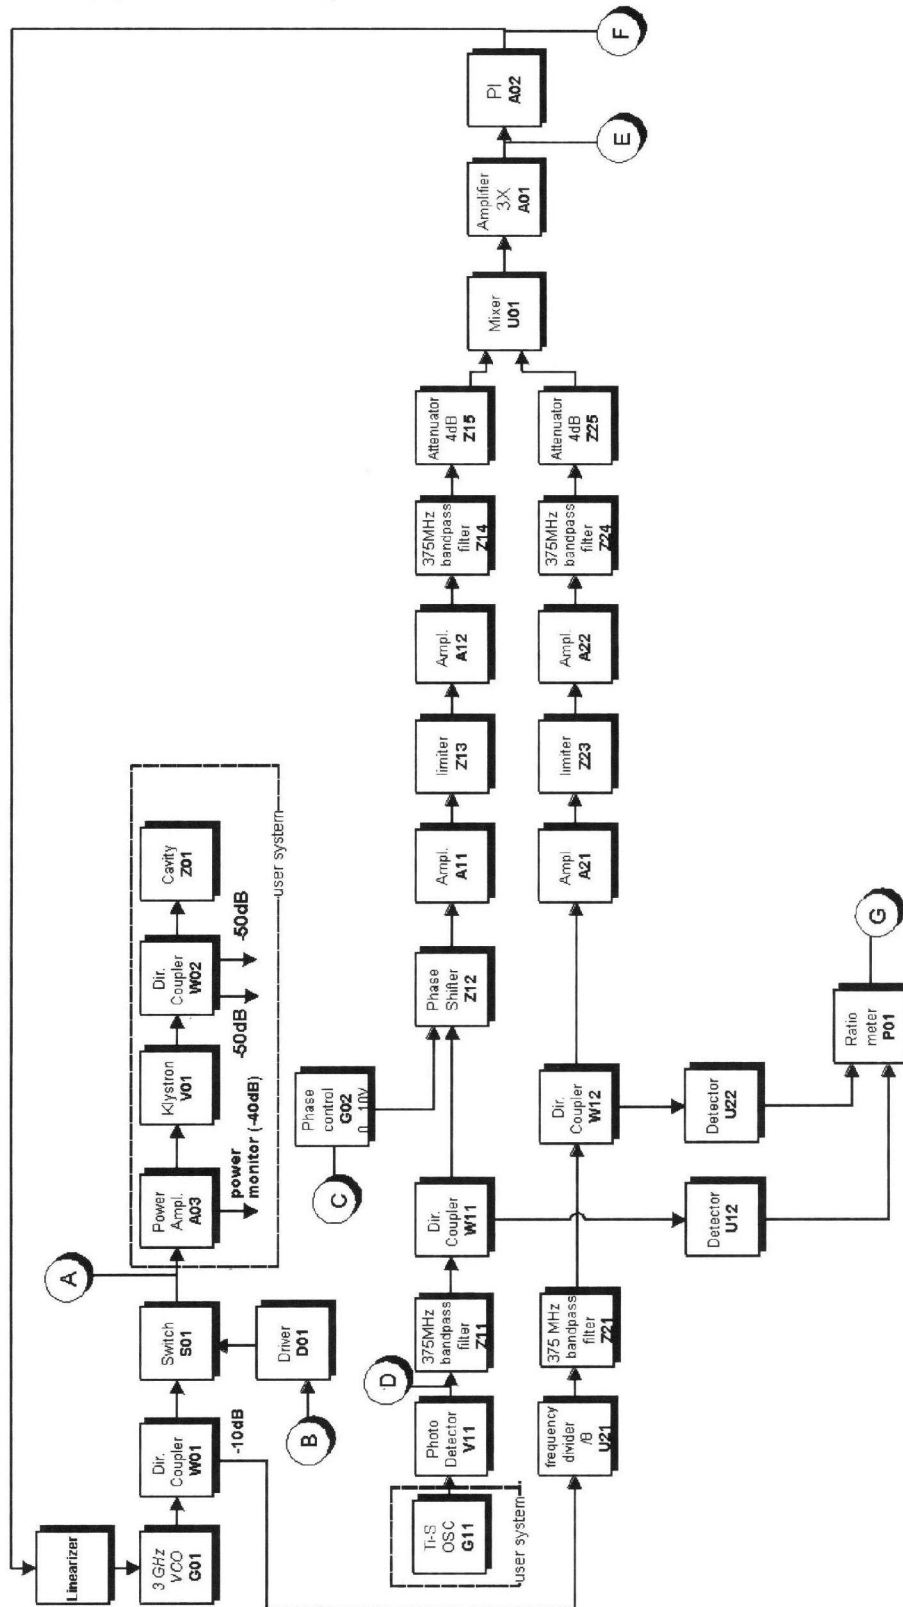 Linearizer
3 GHz
VCO
G01
Dir.
Coupler
W01
-10dB
Switch
S01
Driver
D01
B
A
Power
Ampl.
A03
power
monitor (-40dB)
Klystron
V01
Dir.
Coupler
W02
-50dB
-50dB
Cavity
Z01
user system
Ti-S
OSC
G11
user system
Photo
Detector
V11
D
375MHz
bandpass
filter
Z11
Dir.
Coupler
W11
C
Phase
control
G02
0..10V
Phase
Shifter
Z12
Ampl.
A11
limiter
Z13
Ampl.
A12
375MHz
bandpass
filter
Z14
Attenuator
4dB
Z15
Mixer
U01
Amplifier
3X
A01
E
PI
A02
F
frequency
divider
/8
U21
375 MHz
bandpass
filter
Z21
Dir.
Coupler
W12
Ampl
A21
limiter
Z23
Ampl.
A22
375MHz
bandpass
filter
Z24
Attenuator
4dB
Z25
Detector
U12
Detector
U22
Ratio
meter
P01
G